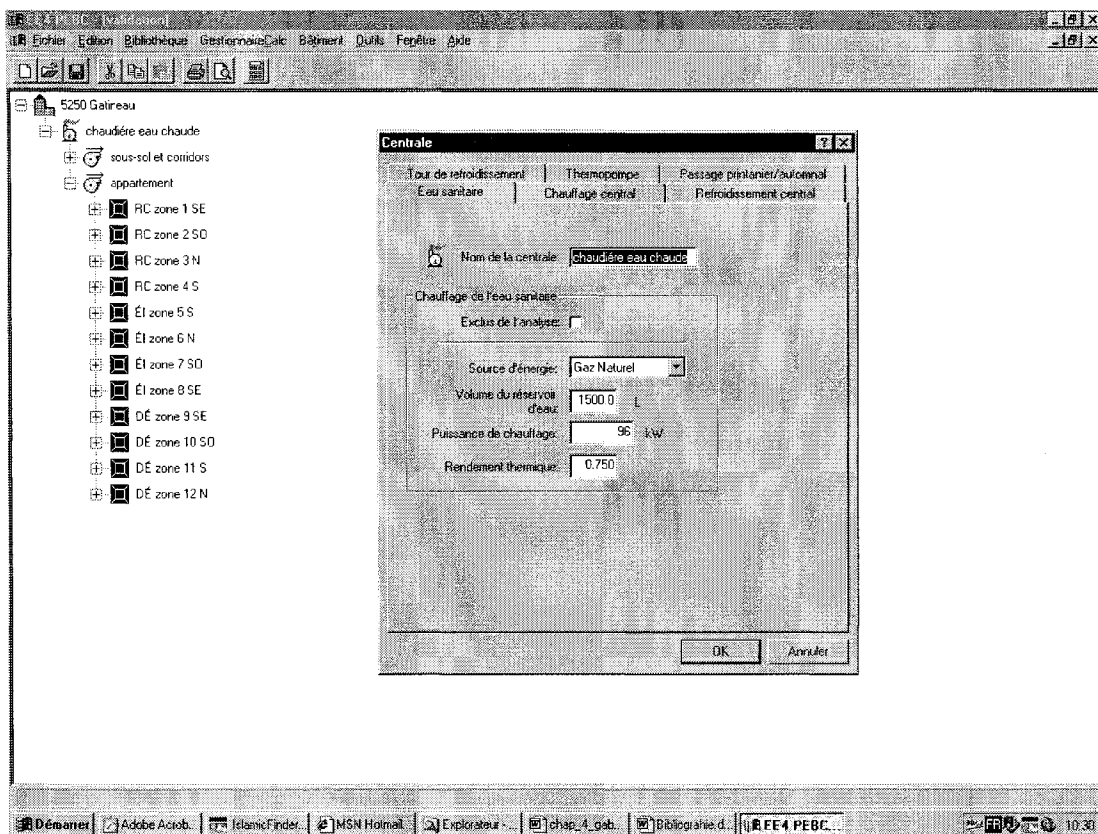 EE4 PEBC - [validation]
Fichier Edition Bibliothèque GestionnaireCalc Bâtiment Outils Fenêtre Aide
5250 Gatineau
chaudière eau chaude
sous-sol et corridors
appartement
RC zone 1 SE
RC zone 2 SO
RC zone 3 N
RC zone 4 S
ÉI zone 5 S
ÉI zone 6 N
ÉI zone 7 SO
ÉI zone 8 SE
DÉ zone 9 SE
DÉ zone 10 SO
DÉ zone 11 S
DÉ zone 12 N
Centrale
Tour de refroidissement Thermopompe Passage printanier/automnal
Eau sanitaire Chauffage central Refroidissement central
Nom de la centrale: chaudière eau chaude
Chauffage de l'eau sanitaire
Exclus de l'analyse:
Source d'énergie: Gaz Naturel
Volume du réservoir
d'eau: 1500.0 L
Puissance de chauffage: 96 kW
Rendement thermique: 0.750
OK Annuler
Démarrer Adobe Acrob... IslamicFinder... MSN Hotmail... Explorateur - ... chap_4_gab... Bibliograhie d... EE4 PEBC... FR 10:30